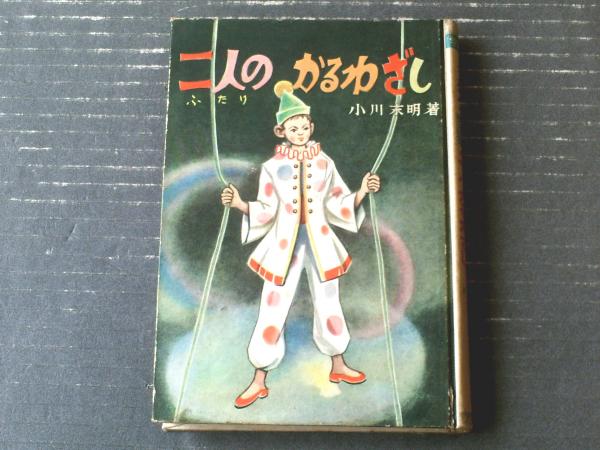 二人の かるわざし
ふたり
小川未明著